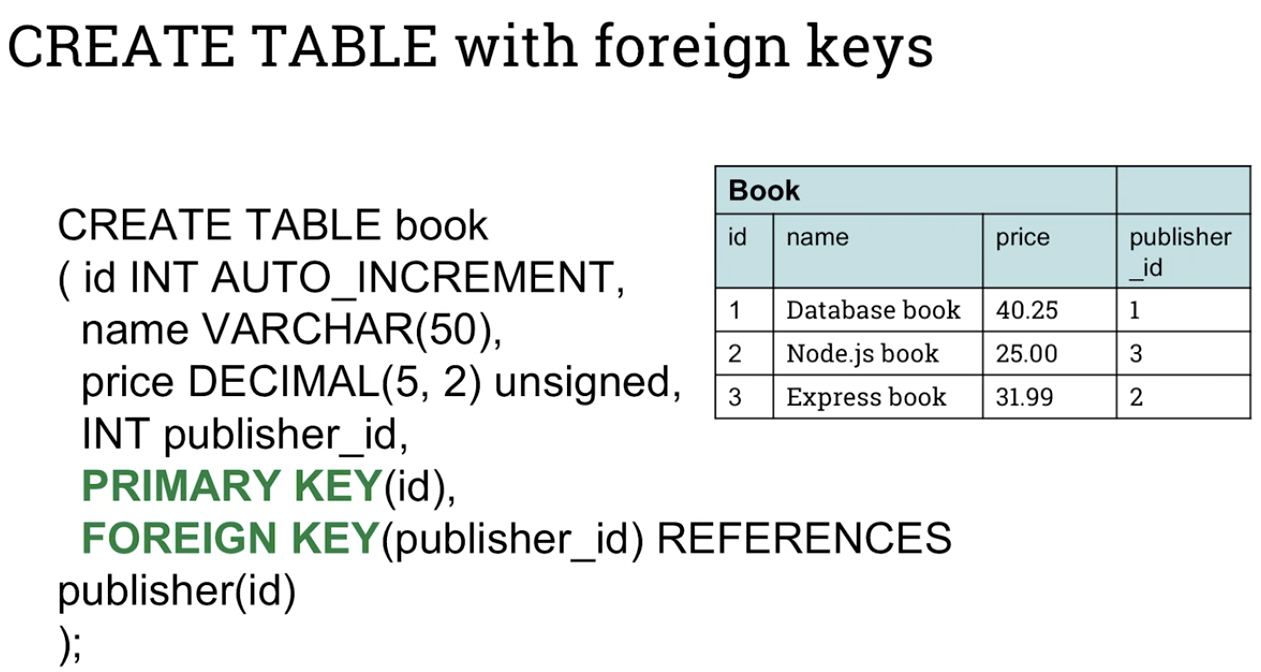 CREATE TABLE with foreign keys
CREATE TABLE book
( id INT AUTO_INCREMENT,
name VARCHAR(50),
price DECIMAL(5, 2) unsigned,
INT publisher_id,
PRIMARY KEY(id),
FOREIGN KEY(publisher_id) REFERENCES
publisher(id)
);
Book
id name price publisher
_id
1 Database book 40.25 1
2 Node.js book 25.00 3
3 Express book 31.99 2